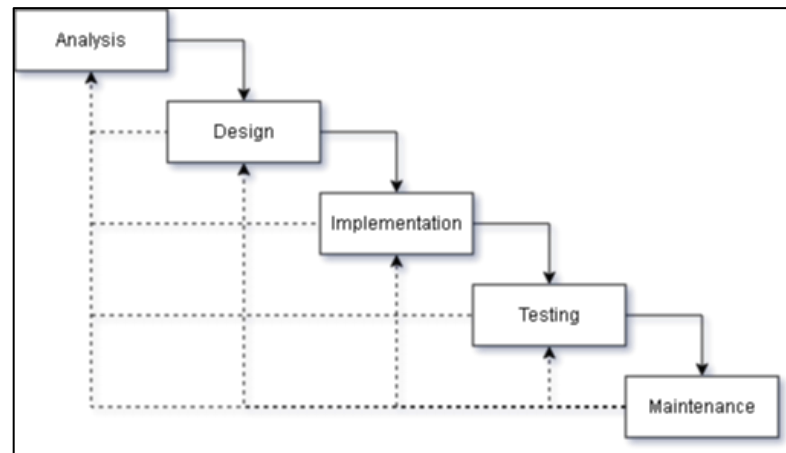 Analysis
Design
Implementation
Testing
Maintenance